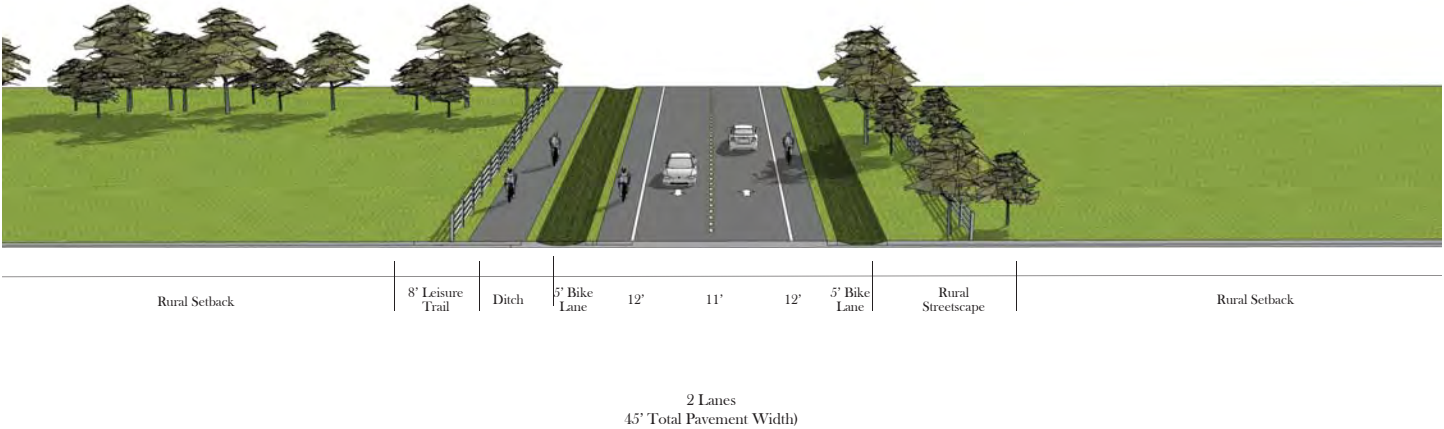 Rural Setback
8’ Leisure
Trail
Ditch
5’ Bike
Lane
12’
11’
12’
5’ Bike
Lane
Rural
Streetscape
Rural Setback
2 Lanes
45’ Total Pavement Width)